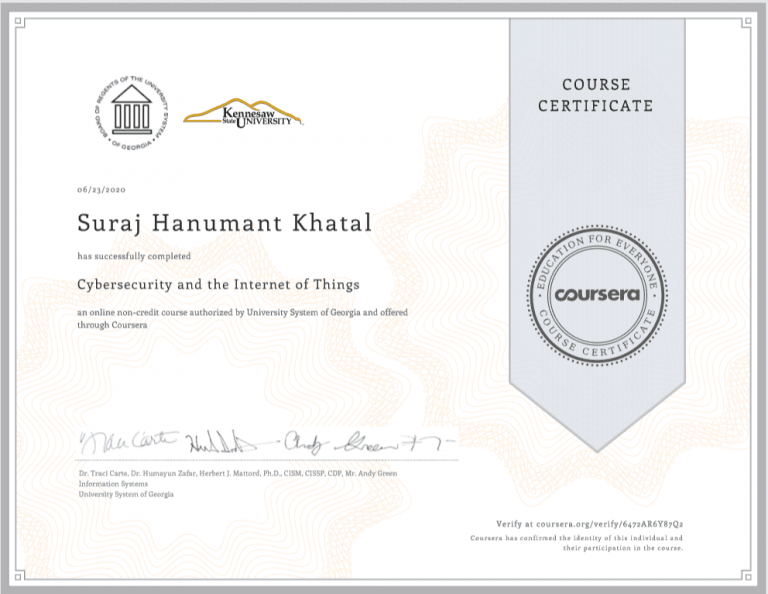 BOARD OF REGENTS OF THE UNIVERSITY SYSTEM
OF GEORGIA
Kennesaw
State UNIVERSITY
COURSE
CERTIFICATE
06/23/2020
Suraj Hanumant Khatal
has successfully completed
Cybersecurity and the Internet of Things
an online non-credit course authorized by University System of Georgia and offered
through Coursera
EDUCATION FOR EVERYONE
coursera
COURSE CERTIFICATE
Dr. Traci Carte, Dr. Humayun Zafar, Herbert J. Mattord, Ph.D., CISM, CISSP, CDP, Mr. Andy Green
Information Systems
University System of Georgia
Verify at coursera.org/verify/6472AR6Y87Q2
Coursera has confirmed the identity of this individual and
their participation in the course.